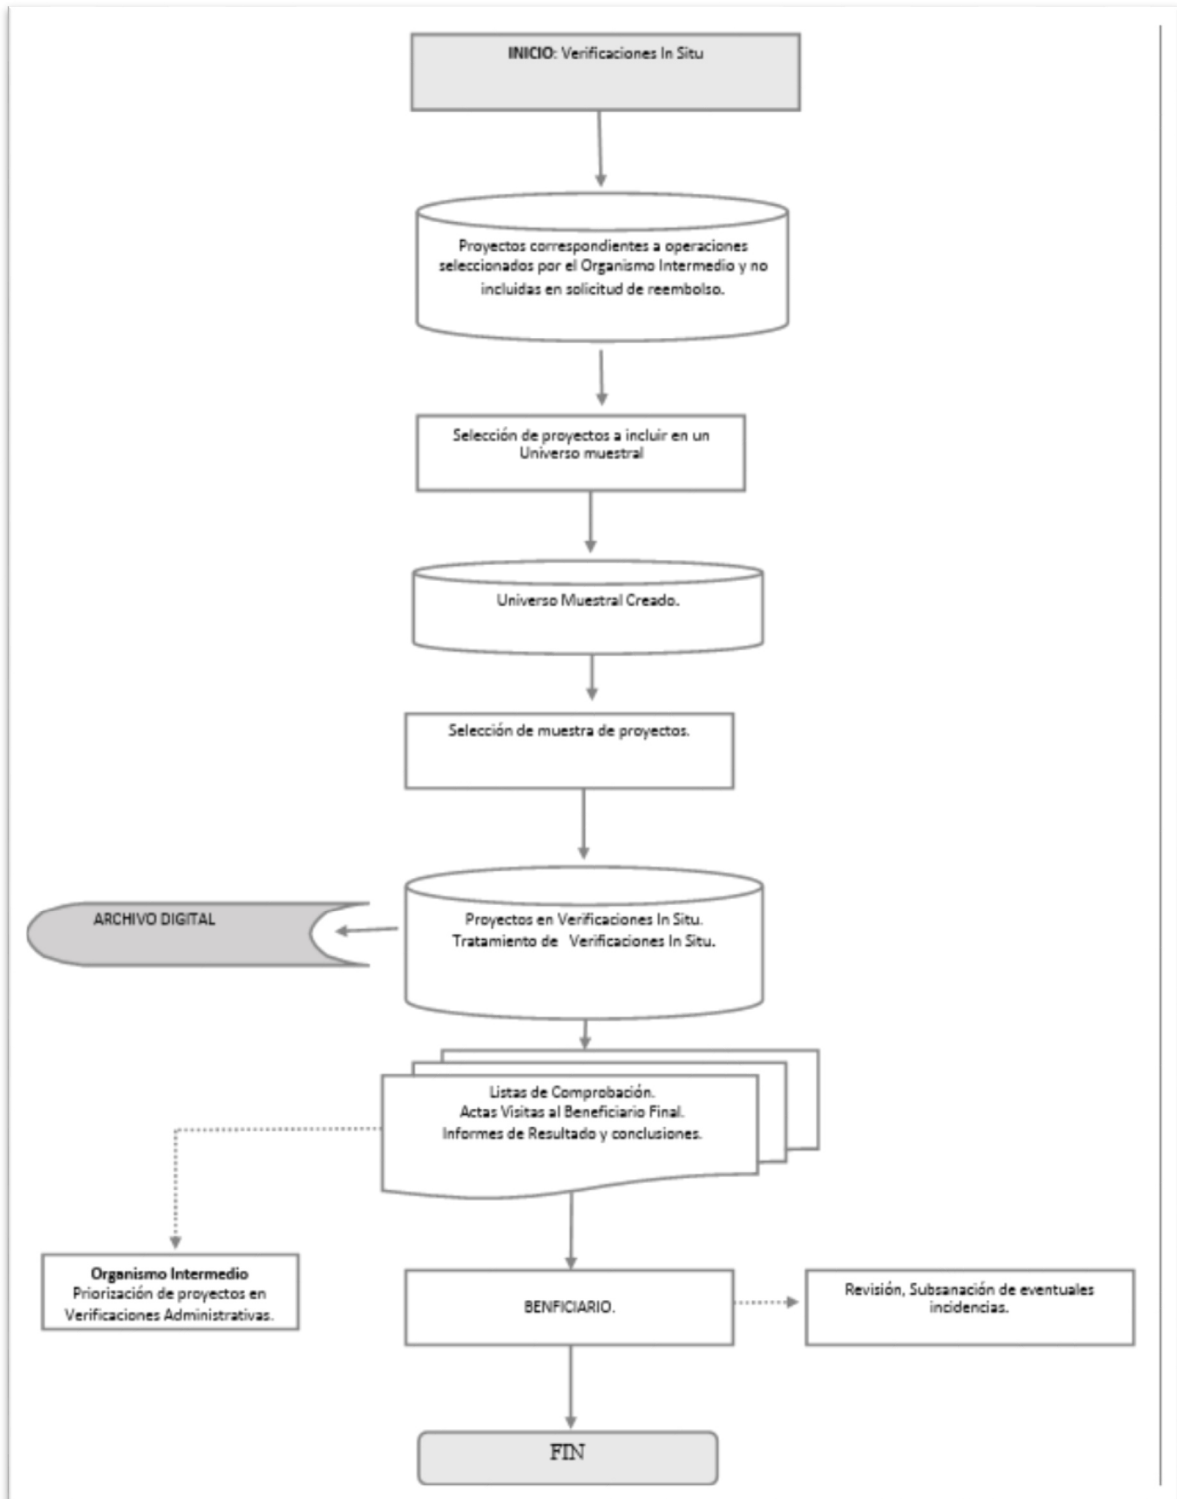 INICIO: Verificaciones In Situ
Proyectos correspondientes a operaciones
seleccionados por el Organismo Intermedio y no
incluidas en solicitud de reembolso.
Selección de proyectos a incluir en un
Universo muestral
Universo Muestral Creado.
Selección de muestra de proyectos.
ARCHIVO DIGITAL
Proyectos en Verificaciones In Situ.
Tratamiento de Verificaciones In Situ.
Listas de Comprobación.
Actas Visitas al Beneficiario Final.
Informes de Resultado y conclusiones.
Organismo Intermedio
Priorización de proyectos en
Verificaciones Administrativas.
BENFICIARIO.
Revisión, Subsanación de eventuales
incidencias.
FIN